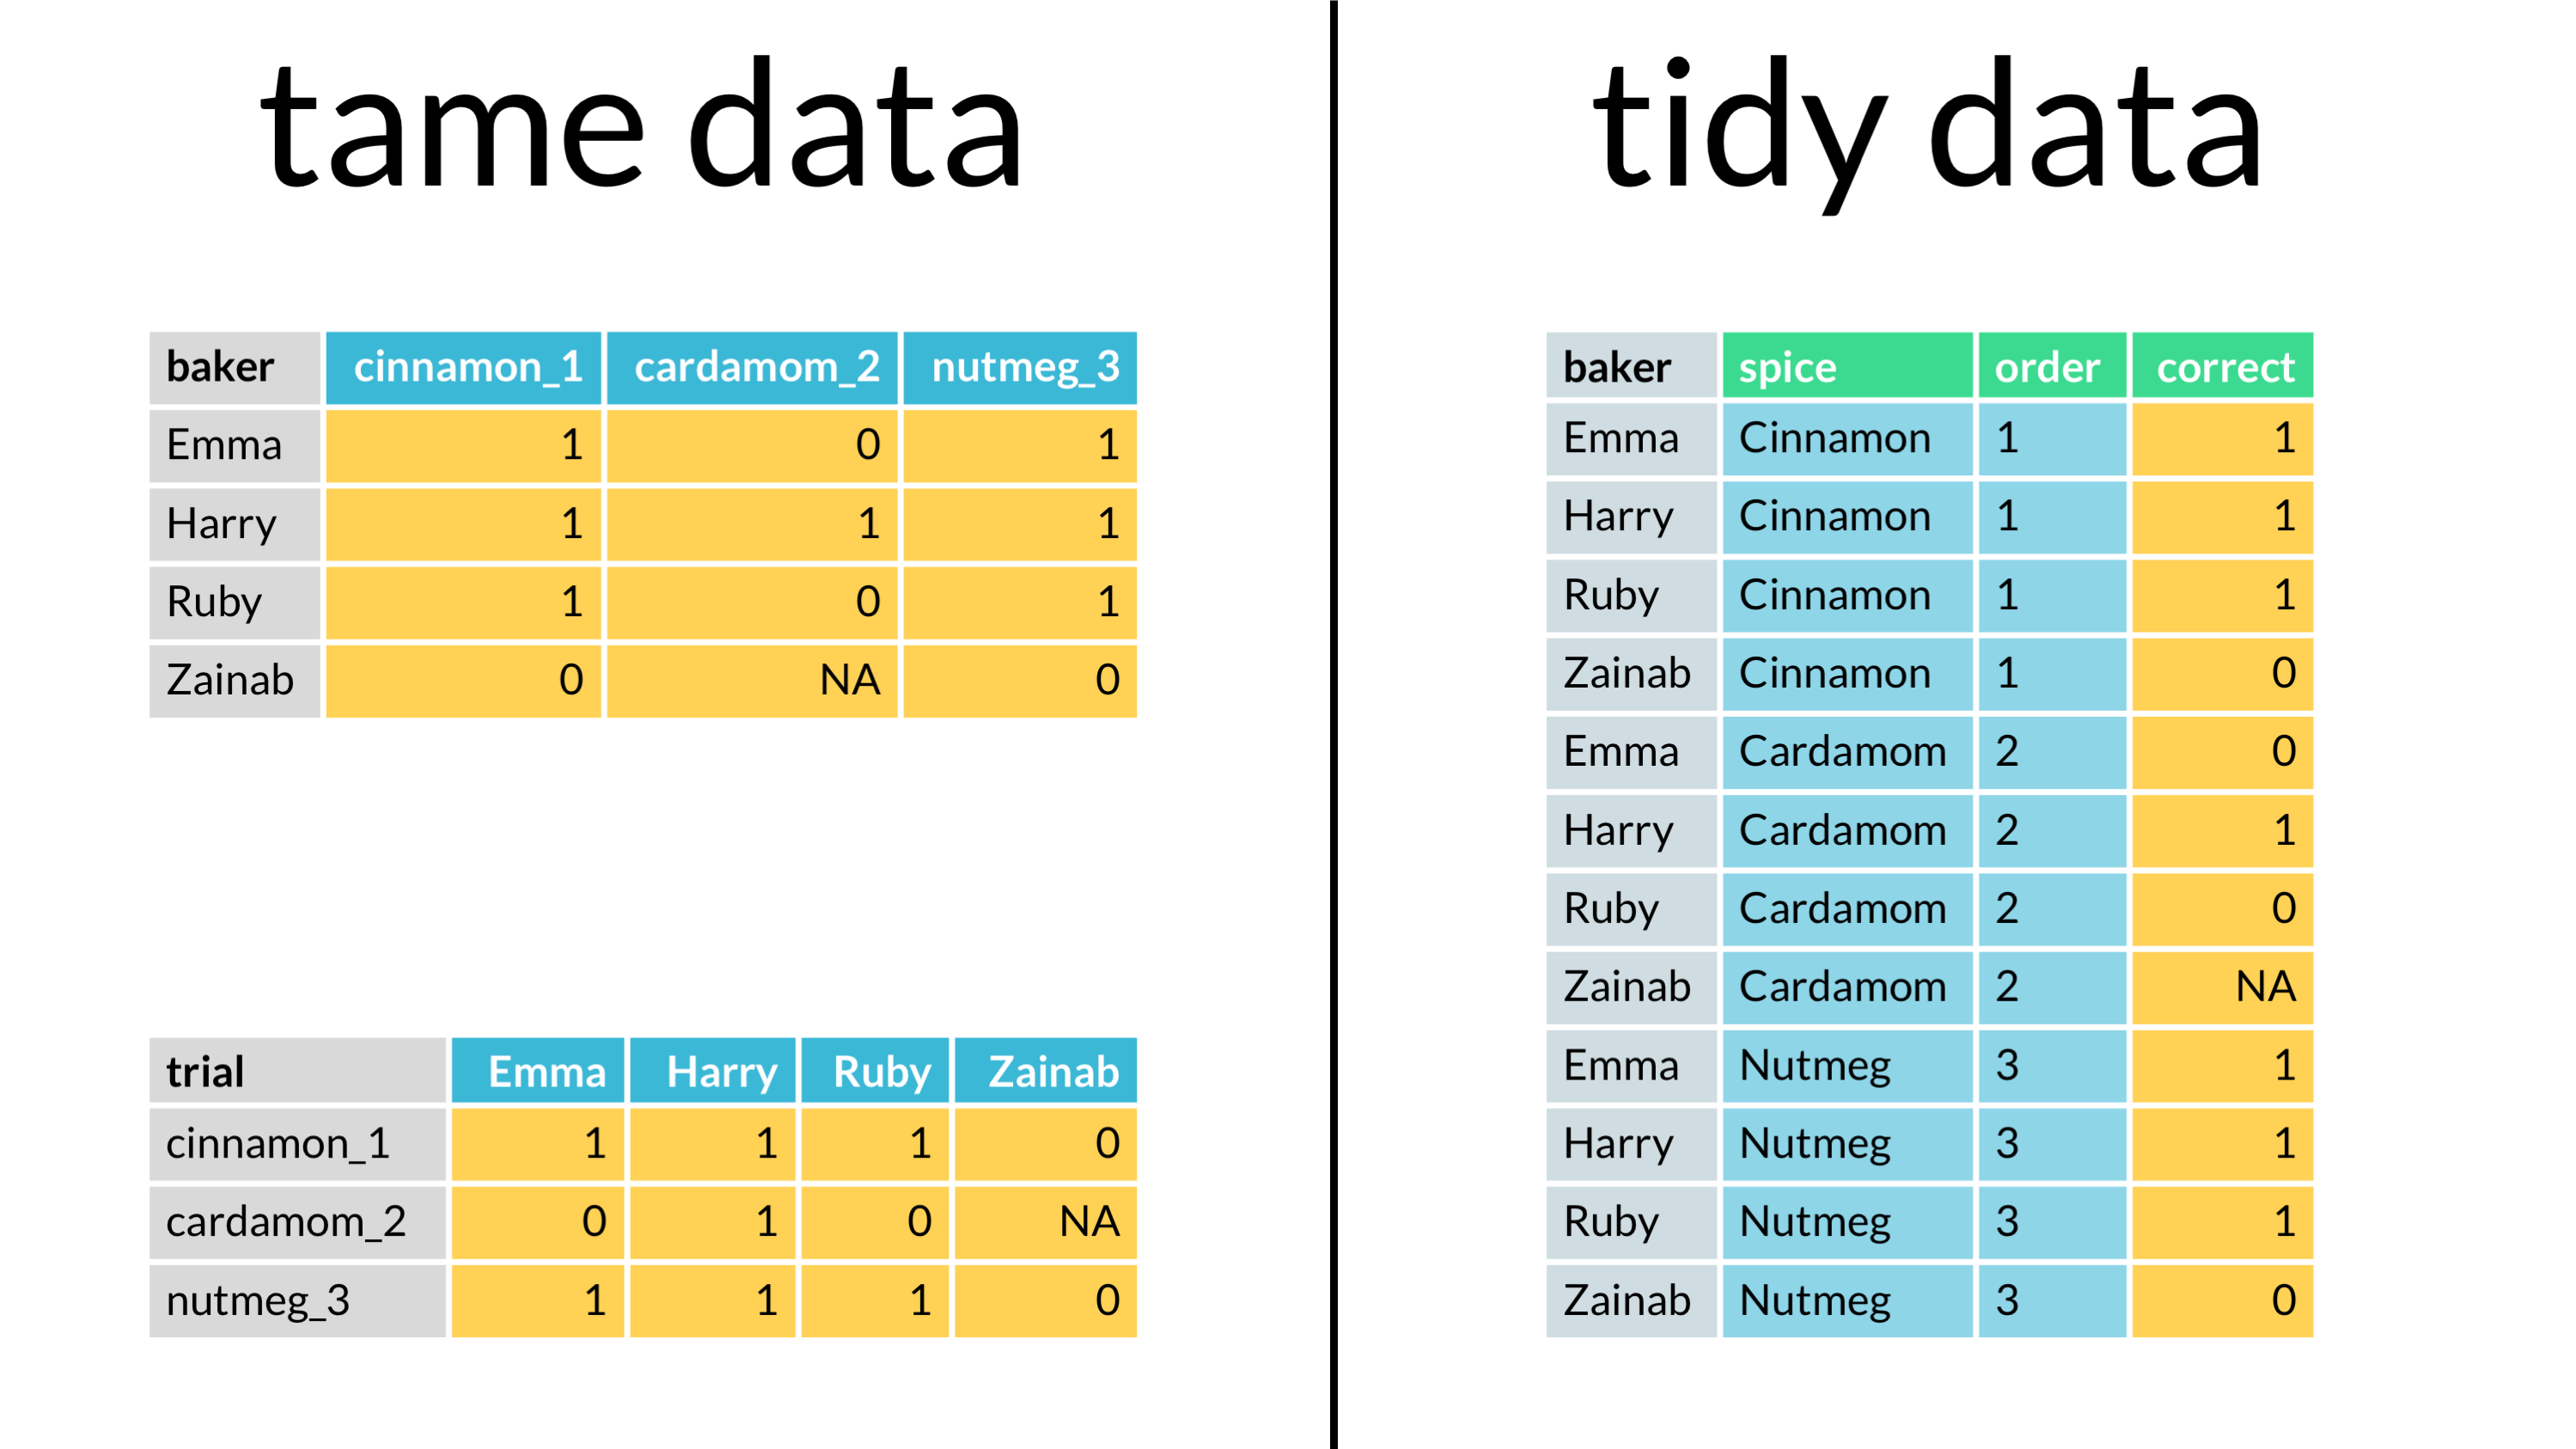 tame data
baker cinnamon_1 cardamom_2 nutmeg_3
Emma 1 0 1
Harry 1 1 1
Ruby 1 0 1
Zainab 0 NA 0
trial Emma Harry Ruby Zainab
cinnamon_1 1 1 1 0
cardamom_2 0 1 0 NA
nutmeg_3 1 1 1 0
tidy data
baker spice order correct
Emma Cinnamon 1 1
Harry Cinnamon 1 1
Ruby Cinnamon 1 1
Zainab Cinnamon 1 0
Emma Cardamom 2 0
Harry Cardamom 2 1
Ruby Cardamom 2 0
Zainab Cardamom 2 NA
Emma Nutmeg 3 1
Harry Nutmeg 3 1
Ruby Nutmeg 3 1
Zainab Nutmeg 3 0